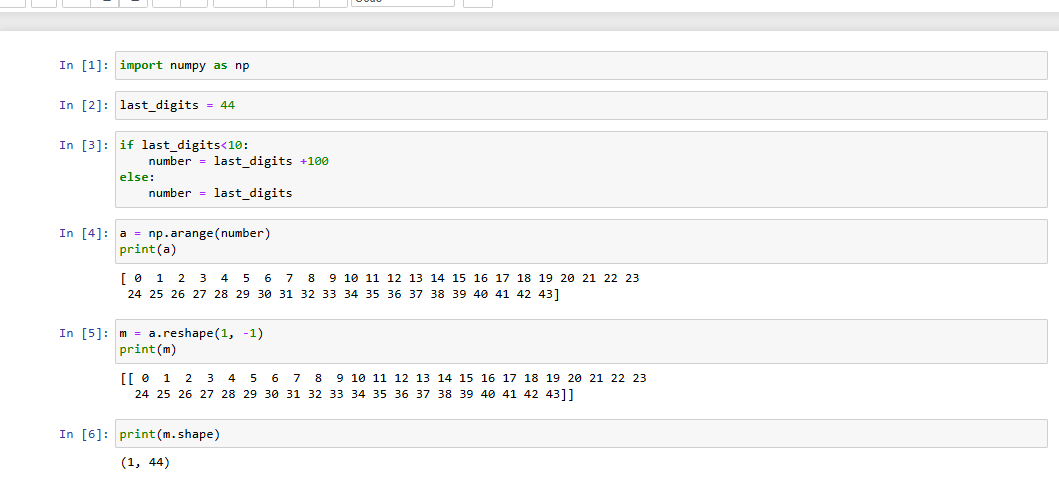 In [1]: import numpy as np
In [2]: last_digits = 44
In [3]: if last_digits<10:
number = last_digits +100
else:
number = last_digits
In [4]: a = np.arange(number)
print(a)
[ 0 1 2 3 4 5 6 7 8 9 10 11 12 13 14 15 16 17 18 19 20 21 22 23
24 25 26 27 28 29 30 31 32 33 34 35 36 37 38 39 40 41 42 43]
In [5]: m = a.reshape(1, -1)
print(m)
[[ 0 1 2 3 4 5 6 7 8 9 10 11 12 13 14 15 16 17 18 19 20 21 22 23
24 25 26 27 28 29 30 31 32 33 34 35 36 37 38 39 40 41 42 43]]
In [6]: print(m.shape)
(1, 44)